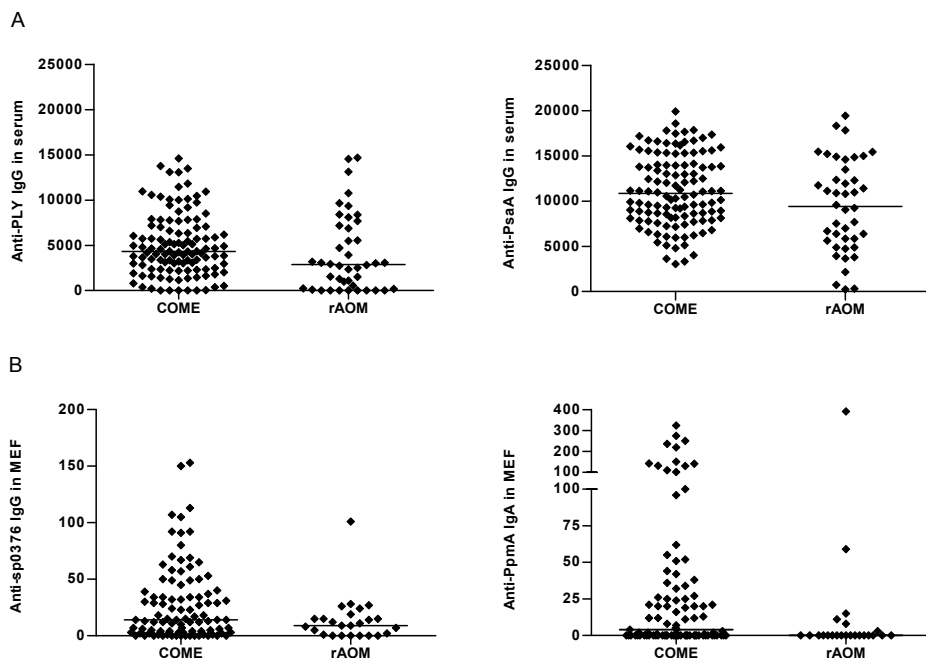 A
Anti-PLY IgG in serum
25000
20000
15000
10000
5000
0
COME rAOM
Anti-PsaA IgG in serum
25000
20000
15000
10000
5000
0
COME rAOM
B
Anti-sp0376 IgG in MEF
200
150
100
50
0
COME rAOM
Anti-PpmA IgA in MEF
400
300
200
100
100
75
50
25
0
COME rAOM